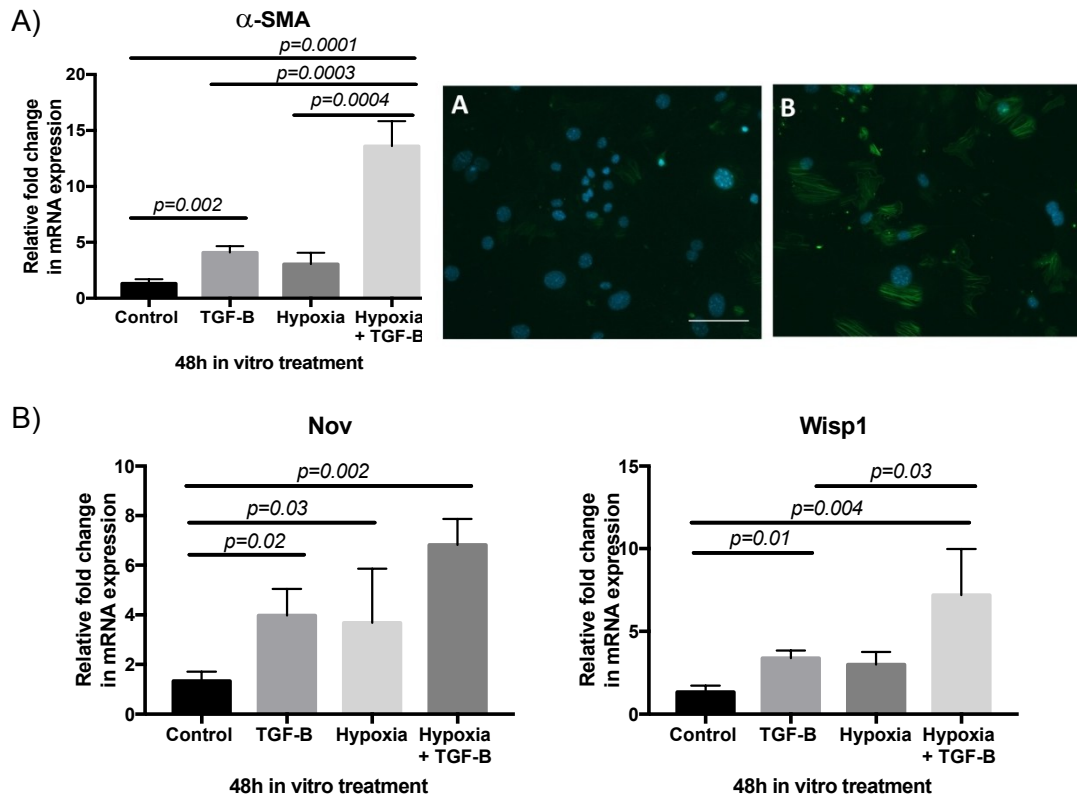 A)
α-SMA
p=0.0001
p=0.0003
p=0.0004
p=0.002
Relative fold change
in mRNA expression
20
15
10
5
0
Control
TGF-B
Hypoxia
Hypoxia
+ TGF-B
48h in vitro treatment
A
B
B)
Nov
p=0.002
p=0.03
p=0.02
Relative fold change
in mRNA expression
10
8
6
4
2
0
Control
TGF-B
Hypoxia
Hypoxia
+ TGF-B
48h in vitro treatment
Wisp1
p=0.03
p=0.004
p=0.01
Relative fold change
in mRNA expression
15
10
5
0
Control
TGF-B
Hypoxia
Hypoxia
+ TGF-B
48h in vitro treatment